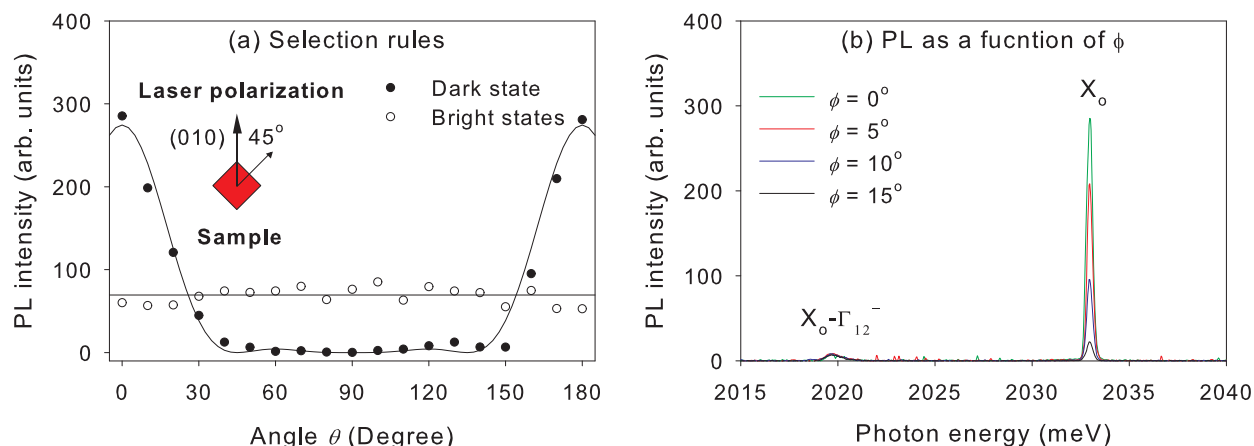 (a) Selection rules
PL intensity (arb. units)
400
300
200
100
0
Laser polarization
(010)
45°
Sample
Dark state
Bright states
0
30
60
90
120
150
180
Angle θ (Degree)
(b) PL as a fucntion of ϕ
PL intensity (arb. units)
400
300
200
100
0
ϕ = 0°
ϕ = 5°
ϕ = 10°
ϕ = 15°
Xₒ
Xₒ-Γ₁₂⁻
2015
2020
2025
2030
2035
2040
Photon energy (meV)